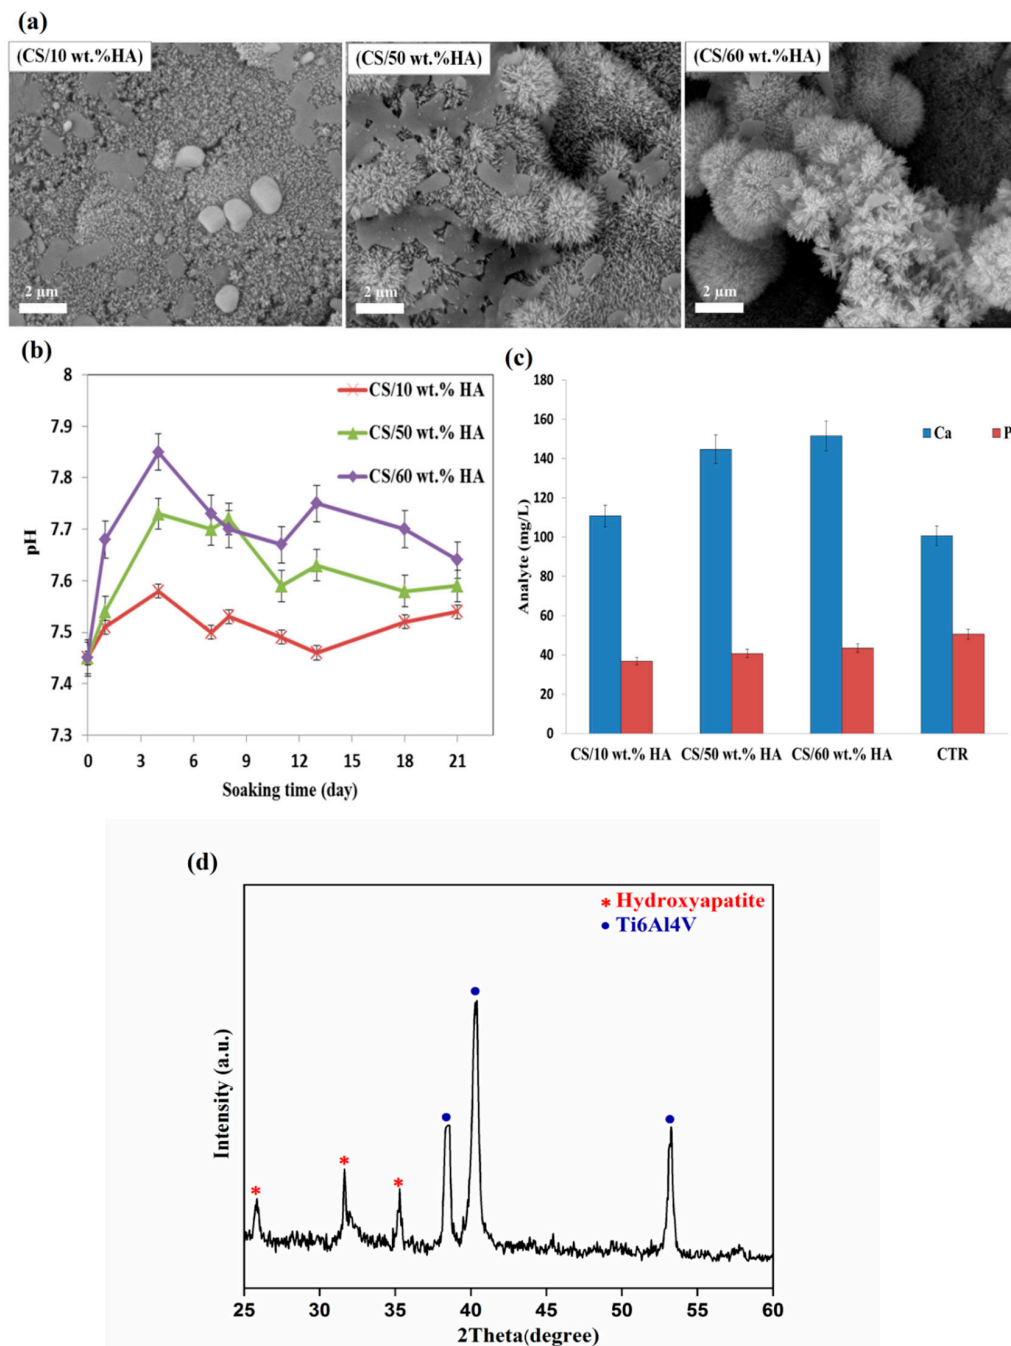 (a)
(CS/10 wt.%HA)
(CS/50 wt.%HA)
(CS/60 wt.%HA)
2 µm
2 µm
2 µm
(b)
8
7.9
7.8
7.7
7.6
7.5
7.4
7.3
pH
CS/10 wt.% HA
CS/50 wt.% HA
CS/60 wt.% HA
0 3 6 9 12 15 18 21
Soaking time (day)
(c)
180
160
140
120
100
80
60
40
20
0
Analyte (mg/L)
Ca P
CS/10 wt.% HA CS/50 wt.% HA CS/60 wt.% HA CTR
(d)
* Hydroxyapatite
● Ti6Al4V
Intensity (a.u.)
25 30 35 40 45 50 55 60
2Theta(degree)